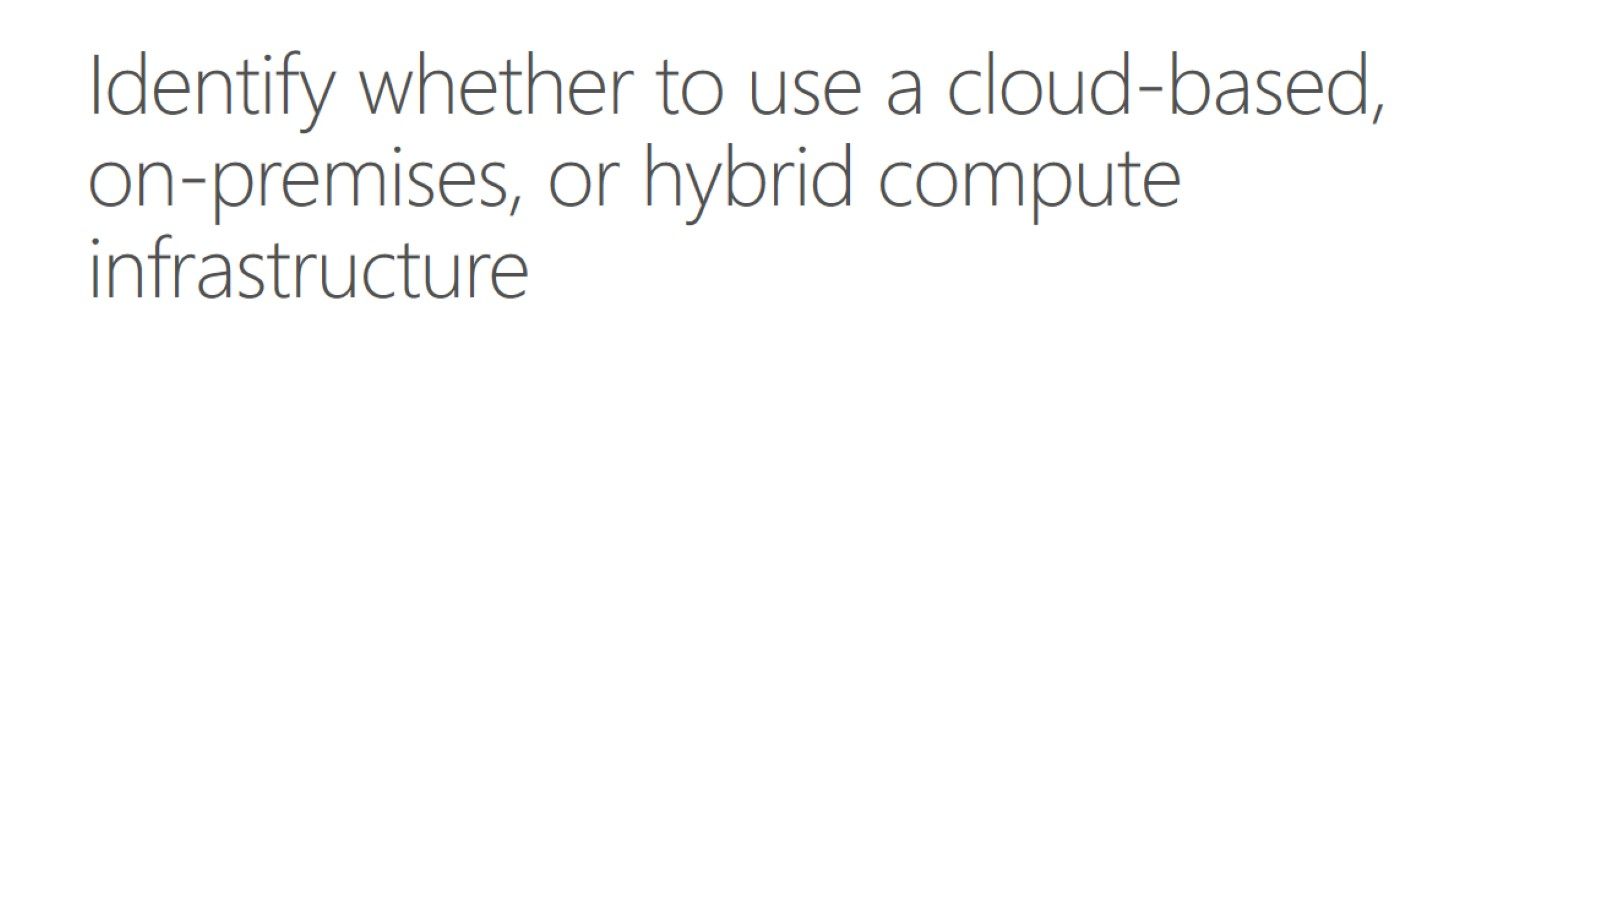 Identify whether to use a cloud-based,
on-premises, or hybrid compute
infrastructure